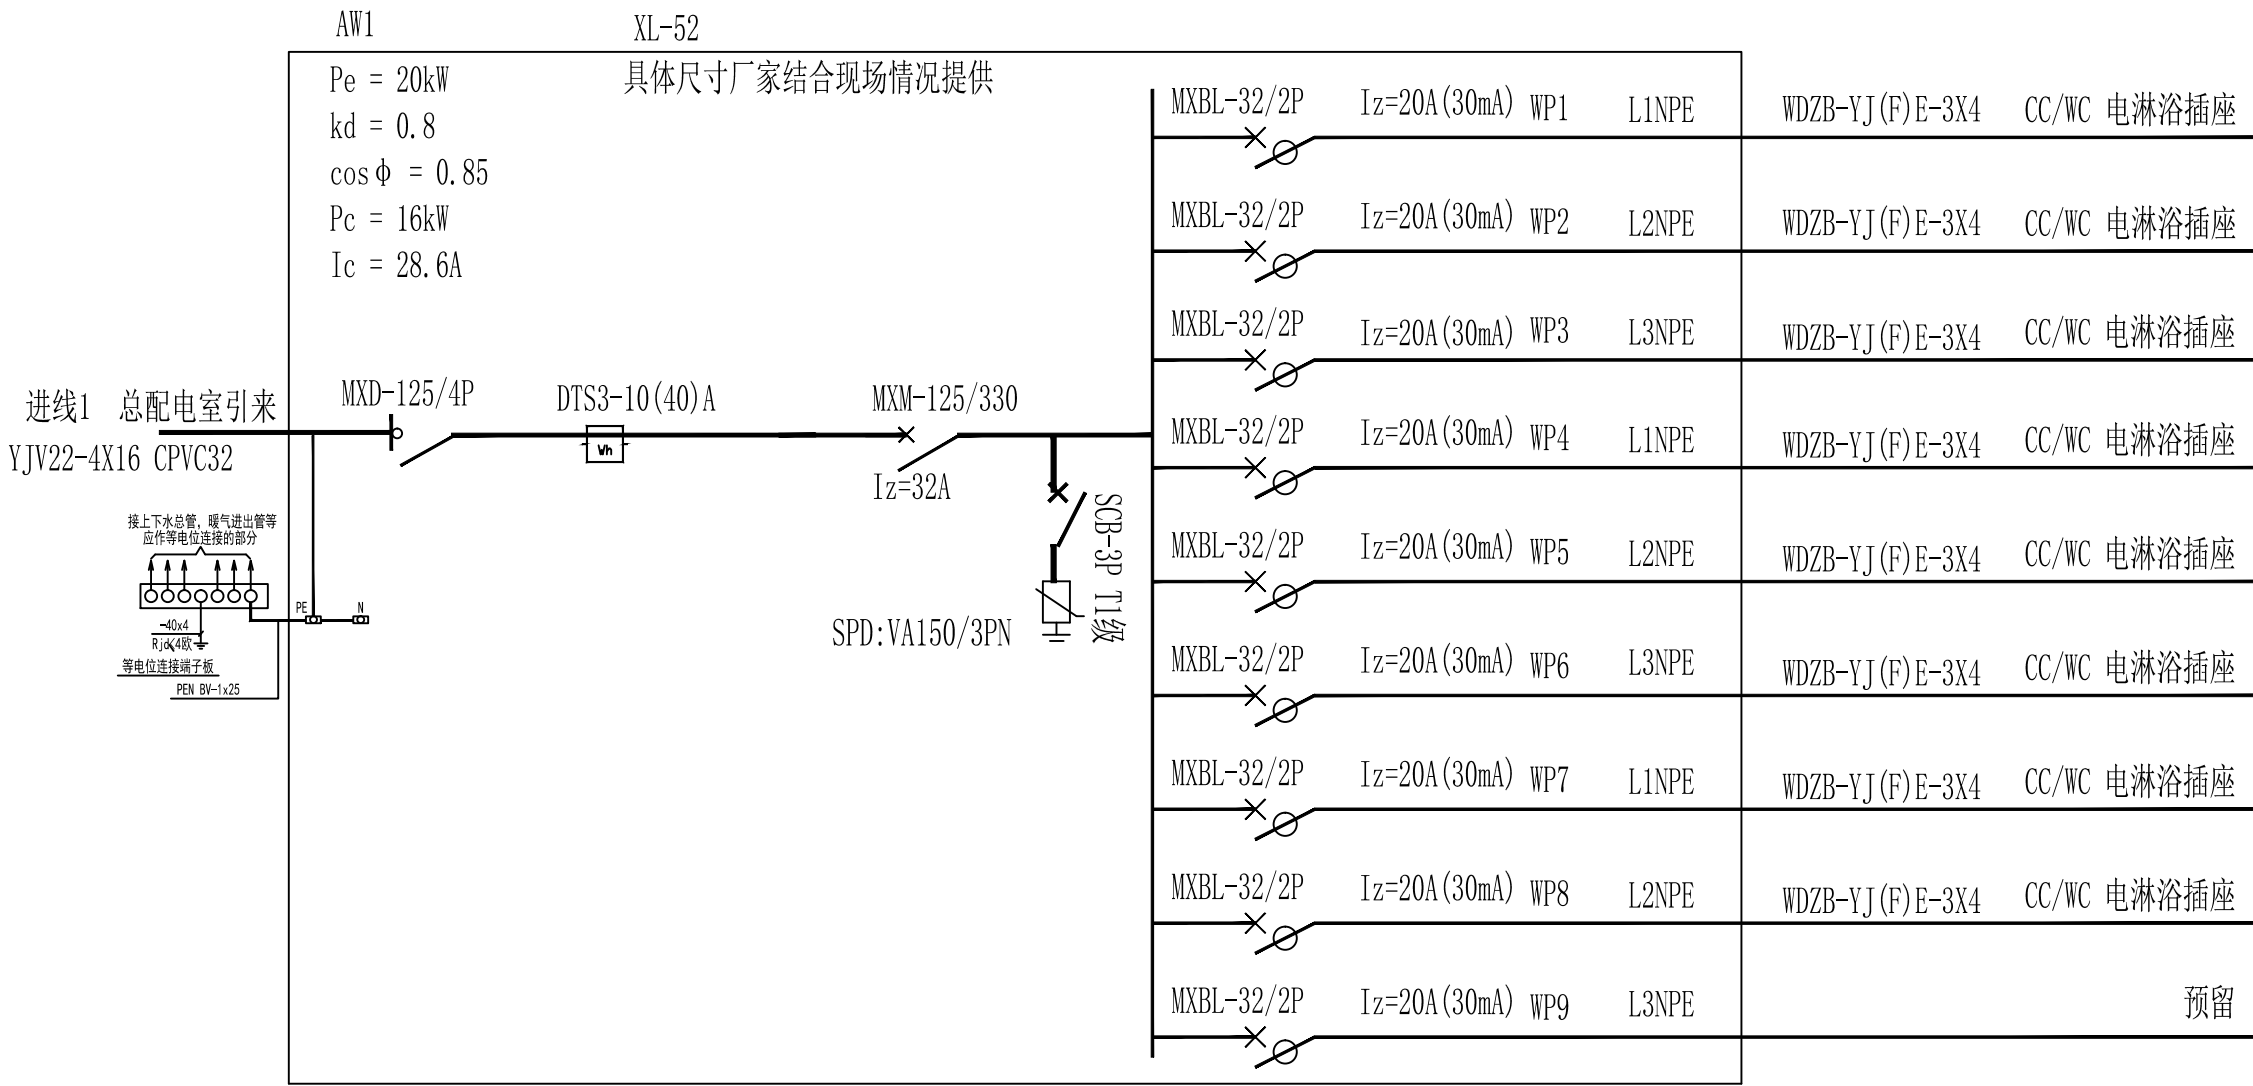 AW1
XL-52
Pe = 20kW
具体尺寸厂家结合现场情况提供
kd = 0.8
cosϕ = 0.85
Pc = 16kW
Ic = 28.6A
进线1 总配电室引来
YJV22-4X16 CPVC32
MXD-125/4P
DTS3-10(40)A
Wh
MXM-125/330
Iz=32A
SCB-3P T1级
SPD:VA150/3PN
接上下水总管，暖气进出管等
应作等电位连接的部分
PE
N
-40x4
Rjd<4欧
等电位连接端子板
PEN BV-1x25
MXBL-32/2P Iz=20A(30mA) WP1 L1NPE WDZB-YJ(F)E-3X4 CC/WC 电淋浴插座
MXBL-32/2P Iz=20A(30mA) WP2 L2NPE WDZB-YJ(F)E-3X4 CC/WC 电淋浴插座
MXBL-32/2P Iz=20A(30mA) WP3 L3NPE WDZB-YJ(F)E-3X4 CC/WC 电淋浴插座
MXBL-32/2P Iz=20A(30mA) WP4 L1NPE WDZB-YJ(F)E-3X4 CC/WC 电淋浴插座
MXBL-32/2P Iz=20A(30mA) WP5 L2NPE WDZB-YJ(F)E-3X4 CC/WC 电淋浴插座
MXBL-32/2P Iz=20A(30mA) WP6 L3NPE WDZB-YJ(F)E-3X4 CC/WC 电淋浴插座
MXBL-32/2P Iz=20A(30mA) WP7 L1NPE WDZB-YJ(F)E-3X4 CC/WC 电淋浴插座
MXBL-32/2P Iz=20A(30mA) WP8 L2NPE WDZB-YJ(F)E-3X4 CC/WC 电淋浴插座
MXBL-32/2P Iz=20A(30mA) WP9 L3NPE 预留